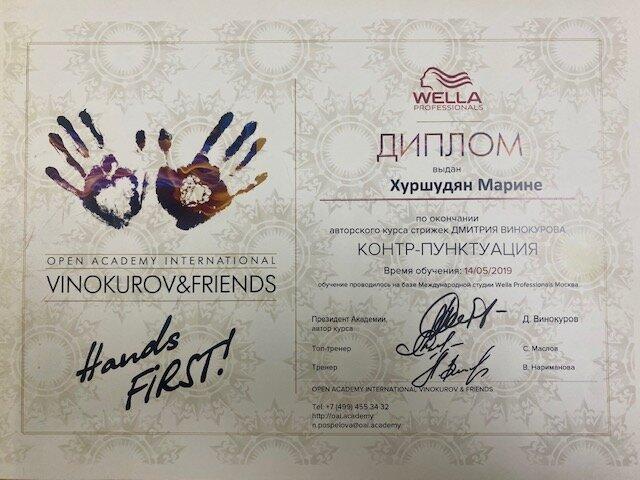 OPEN ACADEMY INTERNATIONAL
VINOKUROV&FRIENDS
Hands
FIRST!
WELLA
PROFESSIONALS
ДИПЛОМ
выдан
Хуршудян Марине
по окончании
авторского курса стрижек ДМИТРИЯ ВИНОКУРОВА
КОНТР-ПУНКТУАЦИЯ
Время обучения: 14/05/2019
обучение проводилось на базе Международной студии Wella Professionals Москва
Президент Академии,
автор курса
Д. Винокуров
Топ-тренер
С. Маслов
Тренер
В. Нариманова
OPEN ACADEMY INTERNATIONAL VINOKUROV & FRIENDS
Tel: +7 (499) 455 34 32
http://oai.academy
n.pospelova@oai.academy